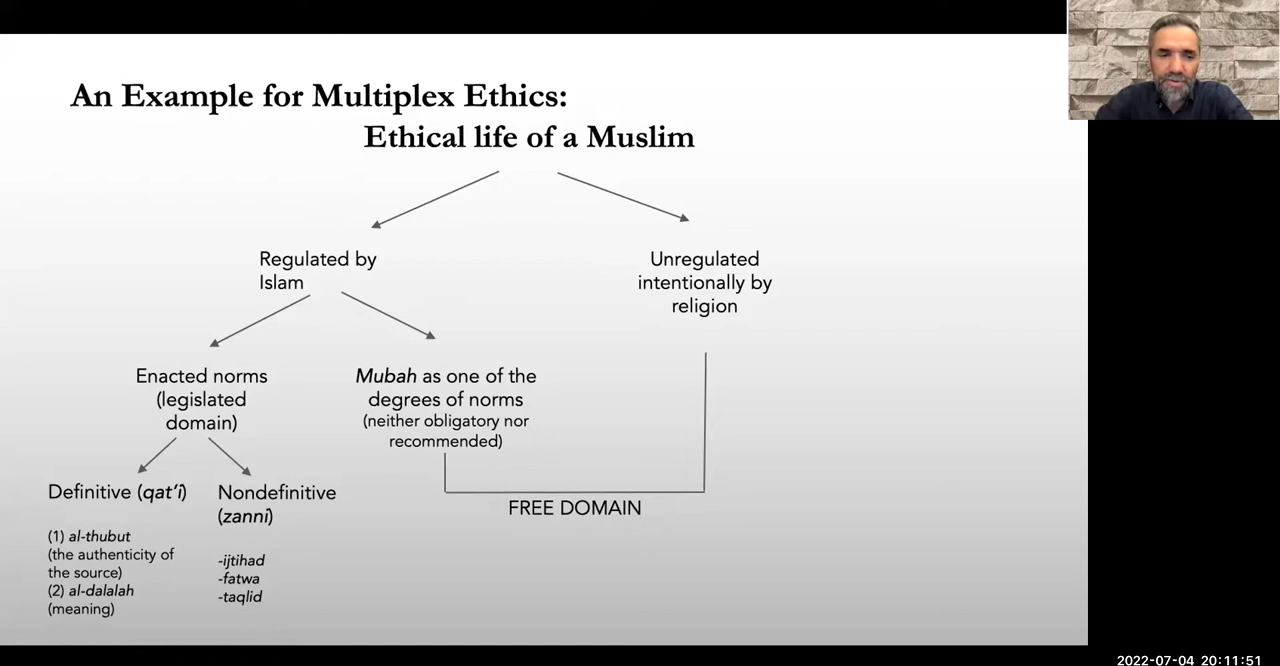 An Example for Multiplex Ethics:
Ethical life of a Muslim
Regulated by
Islam
Unregulated
intentionally by
religion
Enacted norms
(legislated
domain)
Mubah as one of the
degrees of norms
(neither obligatory nor
recommended)
Definitive (qat’i)
Nondefinitive
(zanni)
FREE DOMAIN
(1) al-thubut
(the authenticity of
the source)
(2) al-dalalah
(meaning)
-ijtihad
-fatwa
-taqlid
2022-07-04 20:11:51